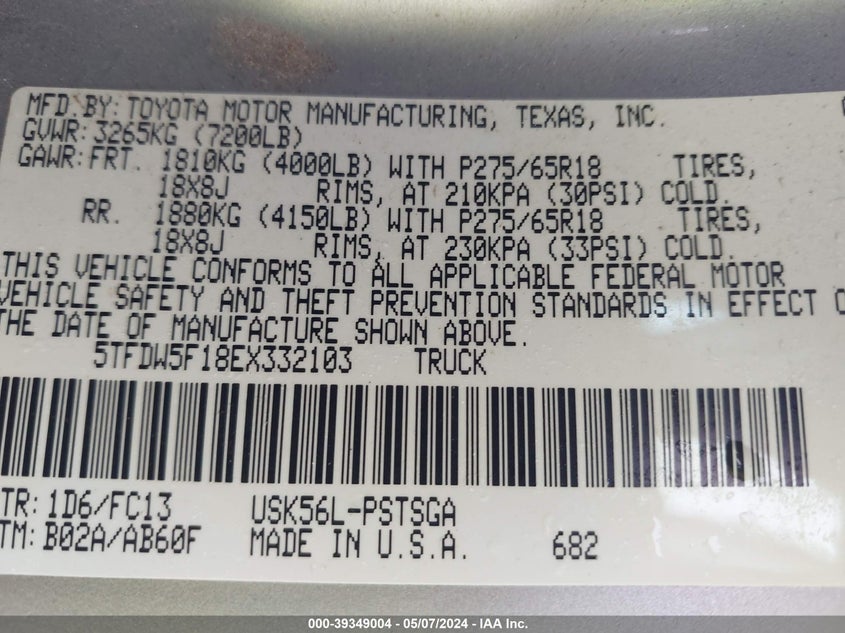 MFD.BY: TOYOTA MOTOR MANUFACTURING, TEXAS, INC.
GVWR: 3265KG (7200LB)
GAWR: FRT. 1810KG (4000LB) WITH P275/65R18 TIRES,
18X8J RIMS, AT 210KPA (30PSI) COLD.
RR. 1880KG (4150LB) WITH P275/65R18 TIRES,
18X8J RIMS, AT 230KPA (33PSI) COLD.
THIS VEHICLE CONFORMS TO ALL APPLICABLE FEDERAL MOTOR
VEHICLE SAFETY AND THEFT PREVENTION STANDARDS IN EFFECT
THE DATE OF MANUFACTURE SHOWN ABOVE.
5TFDW5F18EX332103 TRUCK
TR: 1D6/FC13 USK56L-PSTSGA
TM: B02A/AB60F MADE IN U.S.A. 682
000-39349004 — 05/07/2024 — IAA Inc.